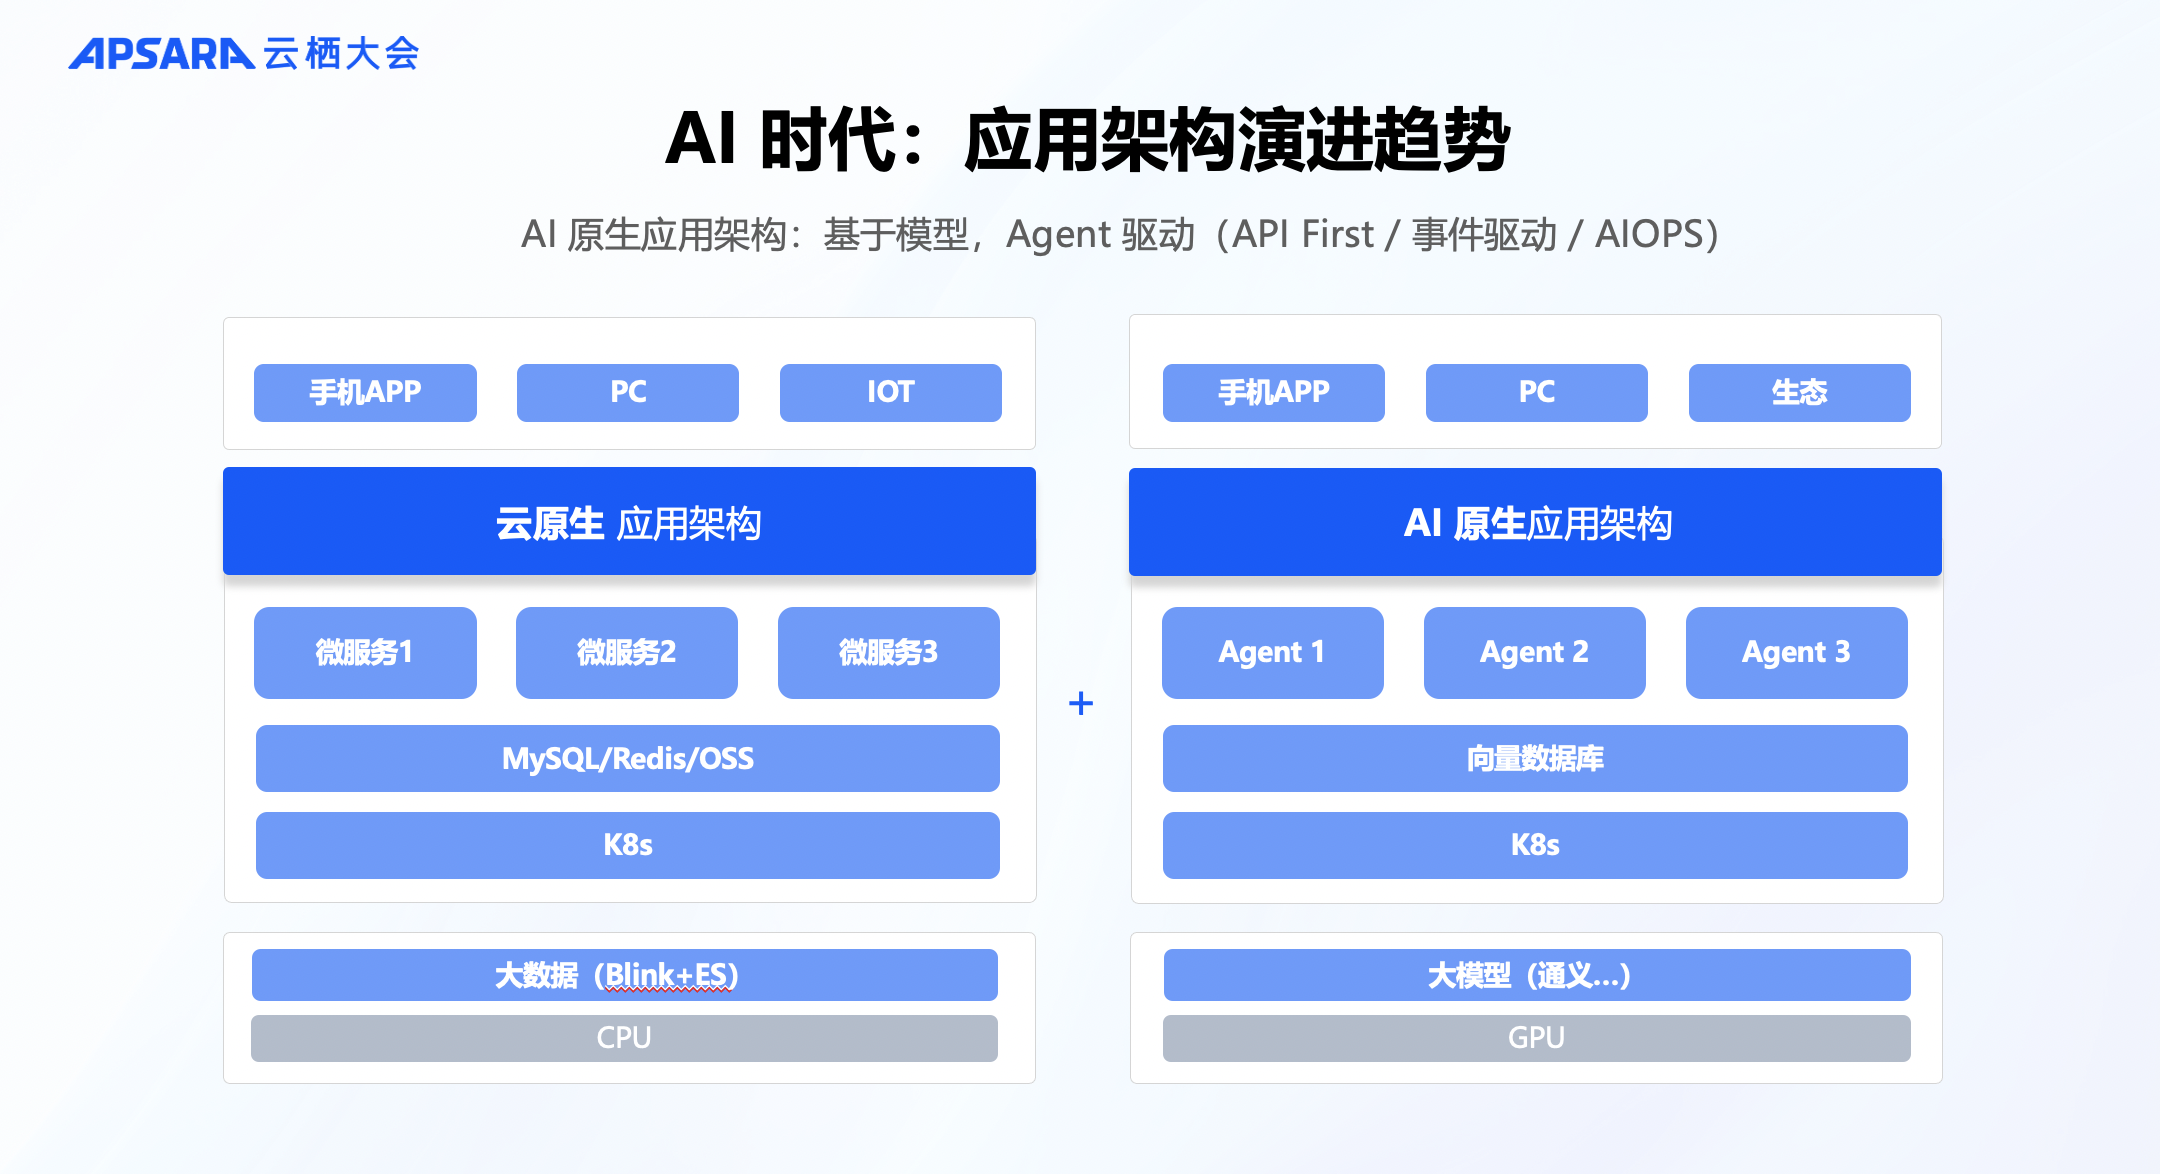 APSARA 云栖大会
AI 时代：应用架构演进趋势
AI 原生应用架构：基于模型，Agent 驱动（API First / 事件驱动 / AIOPS）
手机APP
PC
IOT
云原生 应用架构
微服务1
微服务2
微服务3
MySQL/Redis/OSS
K8s
大数据（Blink+ES）
CPU
+
手机APP
PC
生态
AI 原生应用架构
Agent 1
Agent 2
Agent 3
向量数据库
K8s
大模型（通义...）
GPU